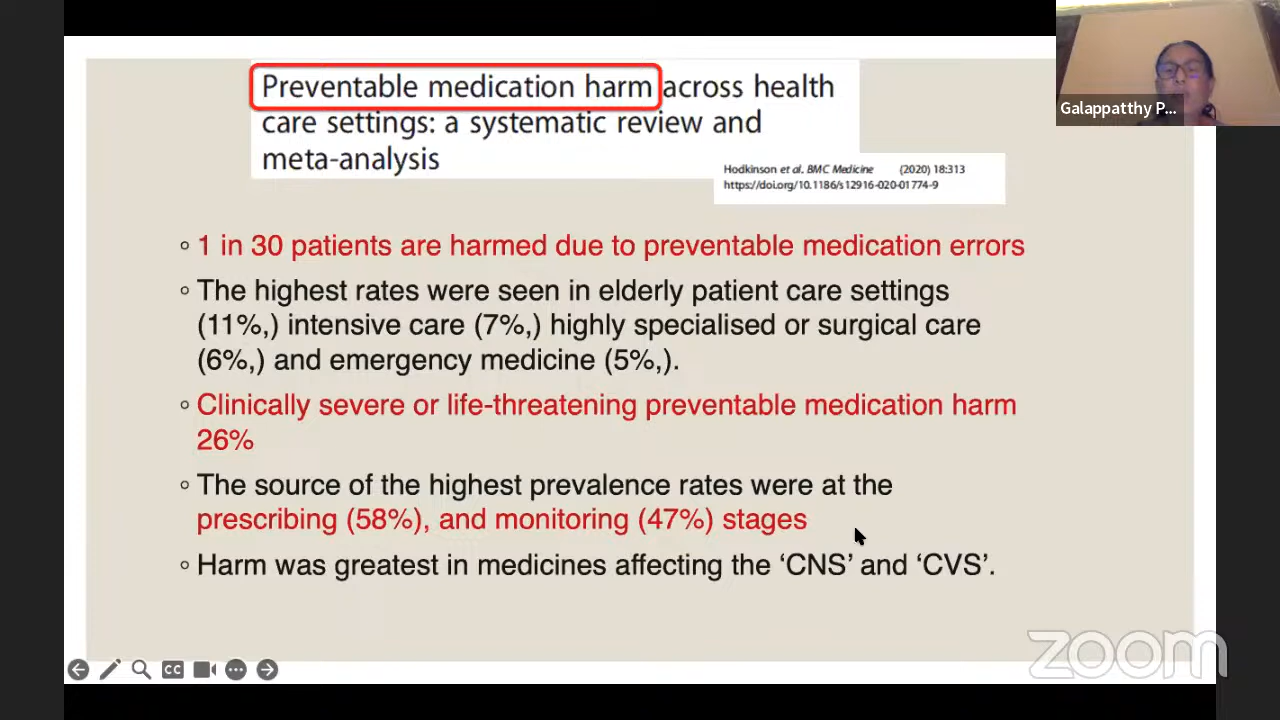 Preventable medication harm across health
care settings: a systematic review and
meta-analysis
Hodkinson et al. BMC Medicine (2020) 18:313
https://doi.org/10.1186/s12916-020-01774-9
Galappatthy P...
◦ 1 in 30 patients are harmed due to preventable medication errors
◦ The highest rates were seen in elderly patient care settings
(11%,) intensive care (7%,) highly specialised or surgical care
(6%,) and emergency medicine (5%,).
◦ Clinically severe or life-threatening preventable medication harm
26%
◦ The source of the highest prevalence rates were at the
prescribing (58%), and monitoring (47%) stages
◦ Harm was greatest in medicines affecting the ‘CNS’ and ‘CVS’.
CC
zoom